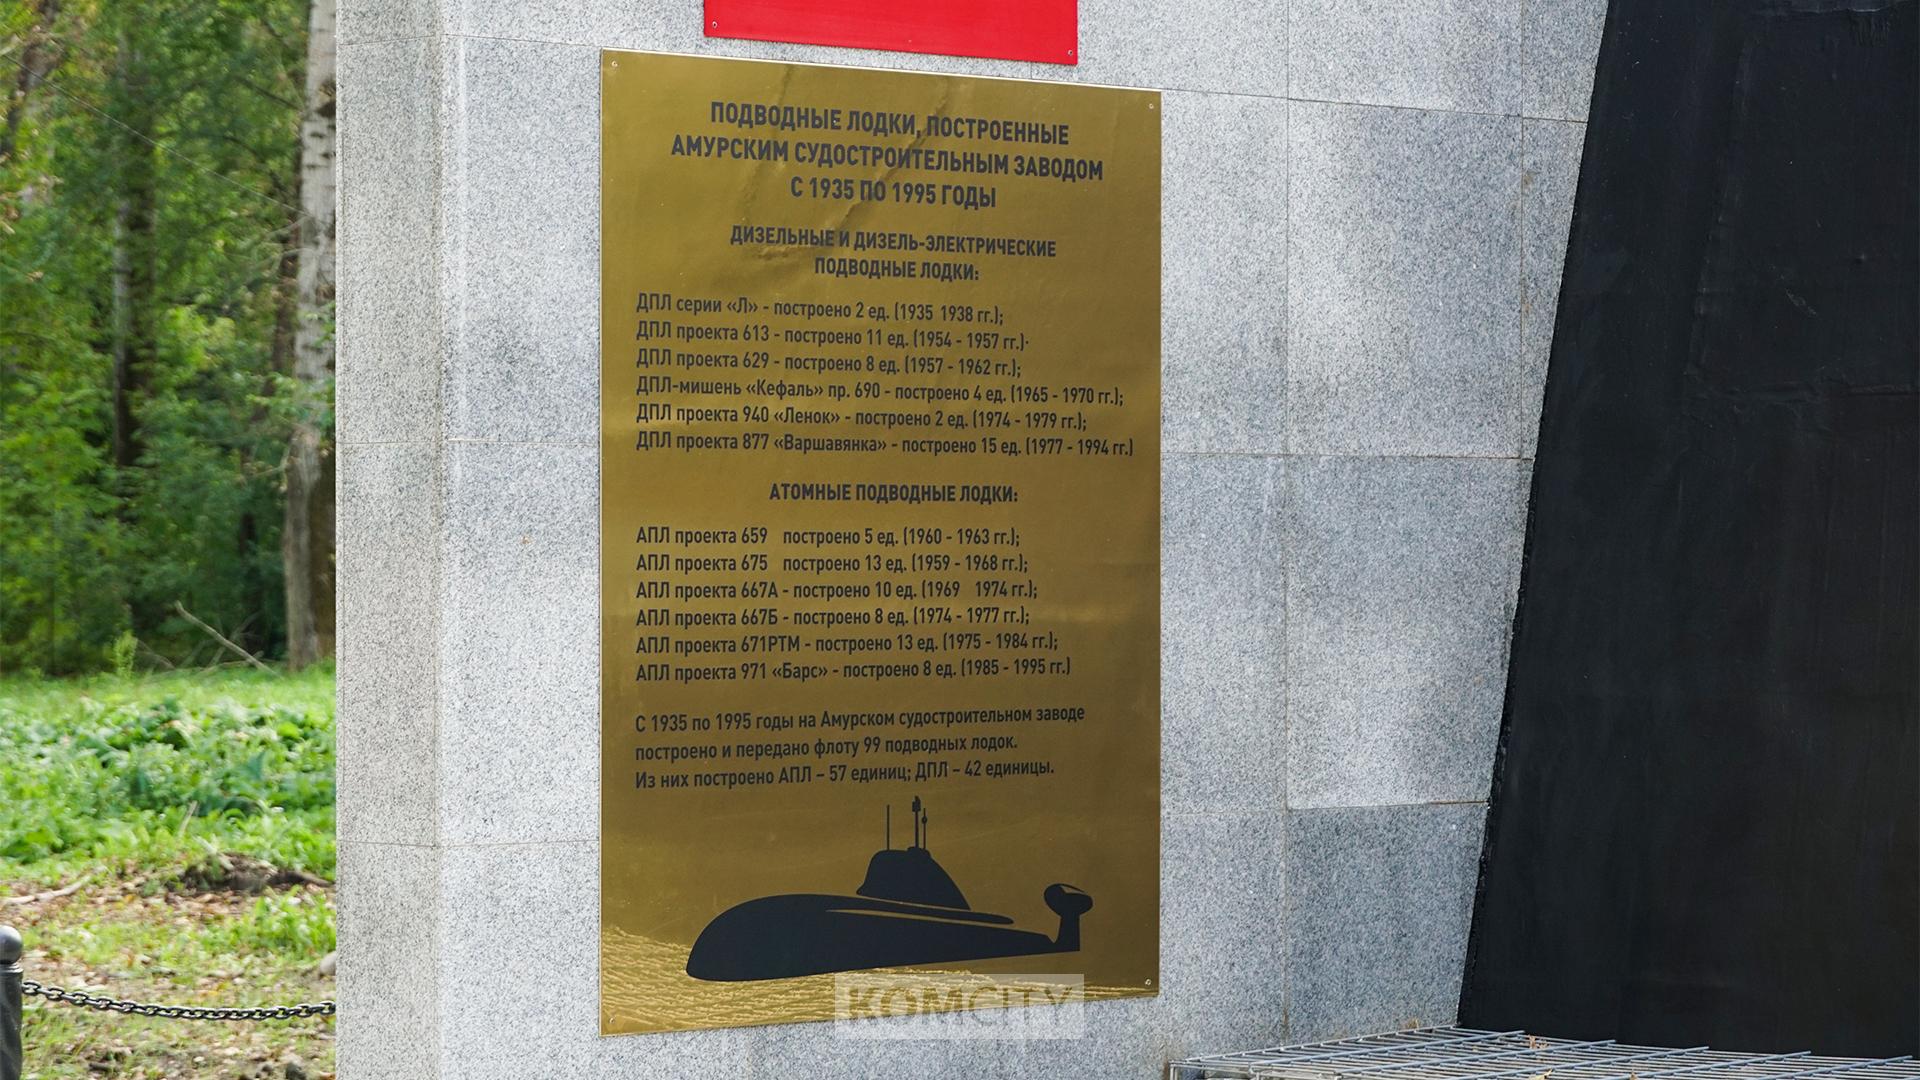 ПОДВОДНЫЕ ЛОДКИ, ПОСТРОЕННЫЕ
АМУРСКИМ СУДОСТРОИТЕЛЬНЫМ ЗАВОДОМ
С 1935 ПО 1995 ГОДЫ
ДИЗЕЛЬНЫЕ И ДИЗЕЛЬ-ЭЛЕКТРИЧЕСКИЕ
ПОДВОДНЫЕ ЛОДКИ:
ДПЛ серии «Л» - построено 2 ед. (1935 1938 гг.);
ДПЛ проекта 613 - построено 11 ед. (1954 - 1957 гг.)·
ДПЛ проекта 629 - построено 8 ед. (1957 - 1962 гг.);
ДПЛ-мишень «Кефаль» пр. 690 - построено 4 ед. (1965 - 1970 гг.);
ДПЛ проекта 940 «Ленок» - построено 2 ед. (1974 - 1979 гг.);
ДПЛ проекта 877 «Варшавянка» - построено 15 ед. (1977 - 1994 гг.)
АТОМНЫЕ ПОДВОДНЫЕ ЛОДКИ:
АПЛ проекта 659 построено 5 ед. (1960 - 1963 гг.);
АПЛ проекта 675 построено 13 ед. (1959 - 1968 гг.);
АПЛ проекта 667А - построено 10 ед. (1969 1974 гг.);
АПЛ проекта 667Б - построено 8 ед. (1974 - 1977 гг.);
АПЛ проекта 671РТМ - построено 13 ед. (1975 - 1984 гг.);
АПЛ проекта 971 «Барс» - построено 8 ед. (1985 - 1995 гг.)
С 1935 по 1995 годы на Амурском судостроительном заводе
построено и передано флоту 99 подводных лодок.
Из них построено АПЛ – 57 единиц; ДПЛ – 42 единицы.
KOMCITY